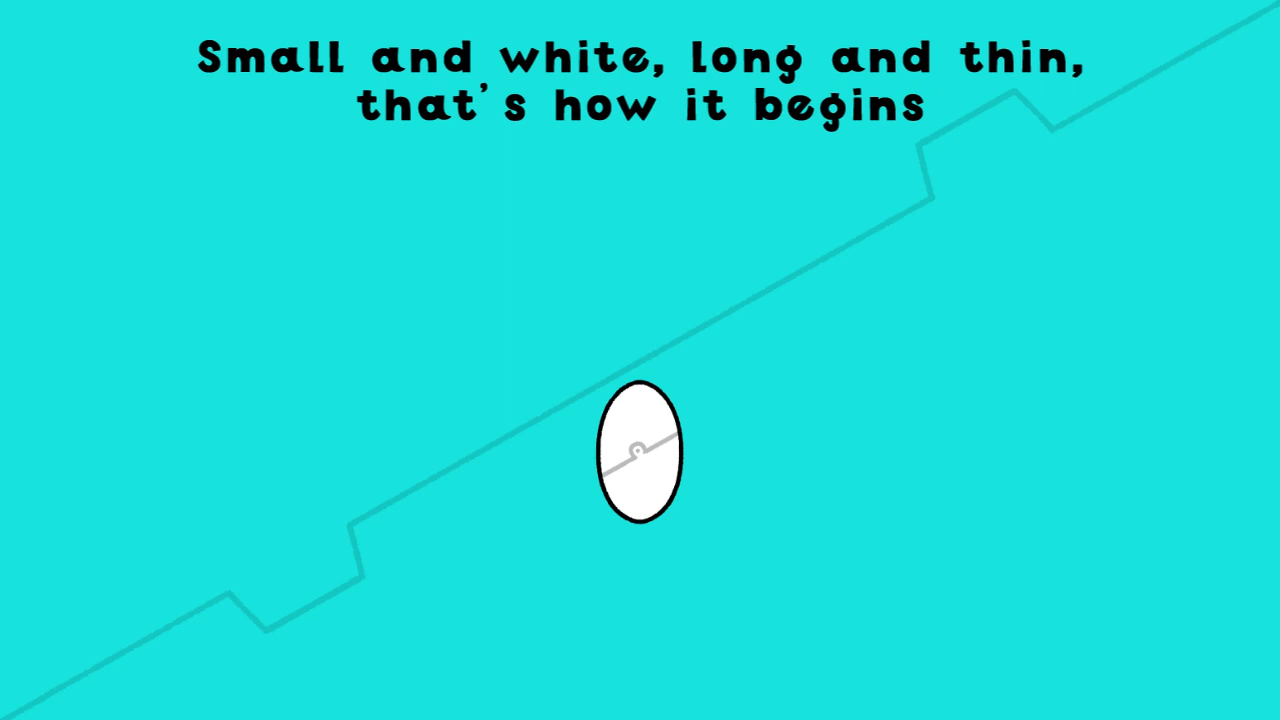 Small and white, long and thin,
that's how it begins